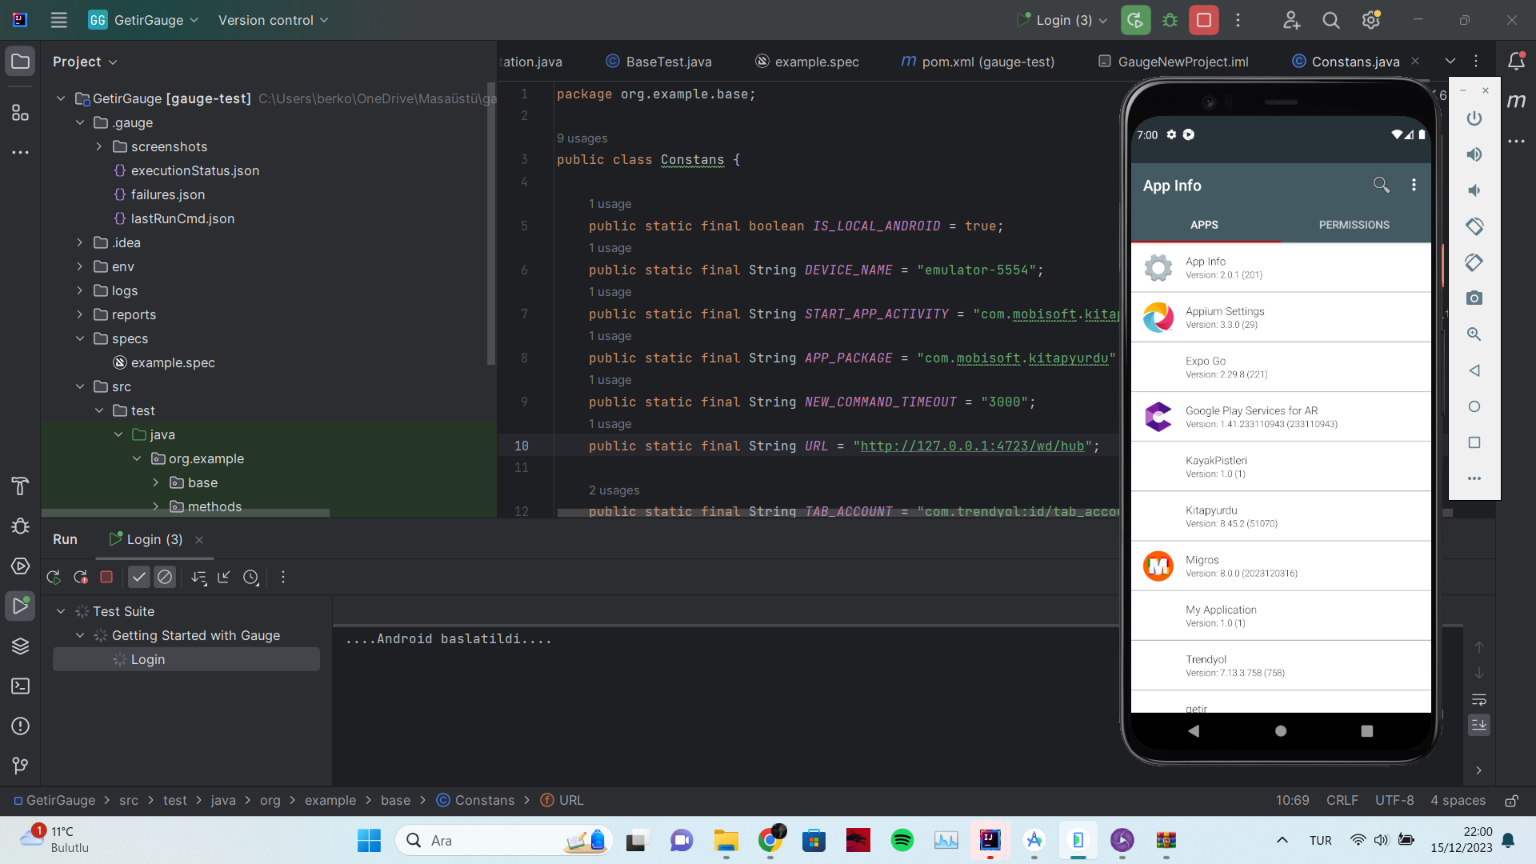 GG GetirGauge
Version control
Login (3)
Project
tation.java
BaseTest.java
example.spec
m pom.xml (gauge-test)
GaugeNewProject.iml
Constans.java
GetirGauge [gauge-test] C:\Users\berko\OneDrive\Masaüstü\ga
.gauge
screenshots
executionStatus.json
failures.json
lastRunCmd.json
.idea
env
logs
reports
specs
example.spec
src
test
java
org.example
base
methods
1 package org.example.base;
2
9 usages
3 public class Constans {
4
1 usage
5 public static final boolean IS_LOCAL_ANDROID = true;
1 usage
6 public static final String DEVICE_NAME = "emulator-5554";
1 usage
7 public static final String START_APP_ACTIVITY = "com.mobisoft.kitap
1 usage
8 public static final String APP_PACKAGE = "com.mobisoft.kitapyurdu"
1 usage
9 public static final String NEW_COMMAND_TIMEOUT = "3000";
1 usage
10 public static final String URL = "http://127.0.0.1:4723/wd/hub";
11
2 usages
12 public static final String TAB_ACCOUNT = "com.trendyol:id/tab_accou
6
7:00
App Info
APPS
PERMISSIONS
App Info
Version: 2.0.1 (201)
Appium Settings
Version: 3.3.0 (29)
Expo Go
Version: 2.29.8 (221)
Google Play Services for AR
Version: 1.41.233110943 (233110943)
KayakPistleri
Version: 1.0 (1)
Kitapyurdu
Version: 8.45.2 (51070)
Migros
Version: 8.0.0 (2023120316)
My Application
Version: 1.0 (1)
Trendyol
Version: 7.13.3.758 (758)
getir
m
Run
Login (3)
Test Suite
Getting Started with Gauge
Login
....Android baslatildi....
GetirGauge > src > test > java > org > example > base > Constans > URL
10:69 CRLF UTF-8 4 spaces
1
11°C
Bulutlu
Ara
TUR
22:00
15/12/2023